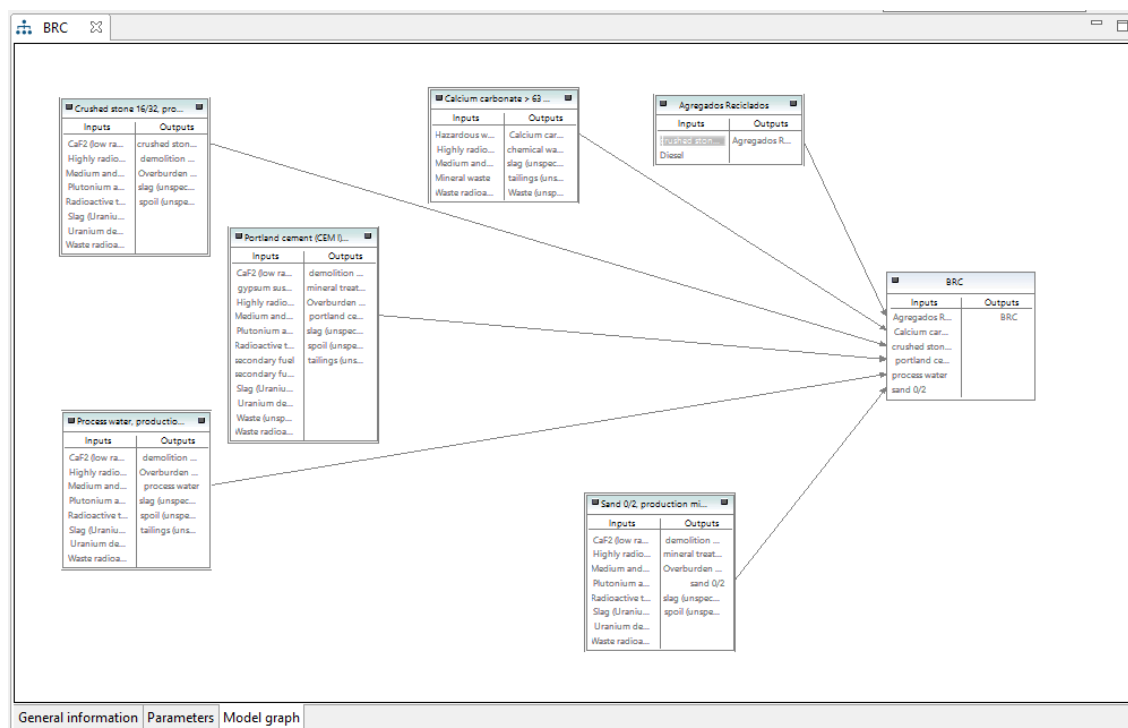 BRC
Crushed stone 16/32, pro...
Inputs Outputs
CaF2 (low ra... crushed ston...
Highly radio... demolition ...
Medium and... Overburden ...
Plutonium a... slag (unspec...
Radioactive t... spoil (unspe...
Slag (Uraniu...
Uranium de...
Waste radioa...
Calcium carbonate > 63 ...
Inputs Outputs
Hazardous w... Calcium car...
Highly radio... chemical wa...
Medium and... slag (unspec...
Mineral waste tailings (uns...
Waste radioa... Waste (unsp...
Agregados Reciclados
Inputs Outputs
crushed ston... Agregados R...
Diesel
Portland cement (CEM I)...
Inputs Outputs
CaF2 (low ra... demolition ...
gypsum sus... mineral treat...
Highly radio... Overburden ...
Medium and... portland ce...
Plutonium a... slag (unspec...
Radioactive t... spoil (unspe...
secondary fuel tailings (uns...
secondary fu...
Slag (Uraniu...
Uranium de...
Waste (unsp...
Waste radioa...
BRC
Inputs Outputs
Agregados R... BRC
Calcium car...
crushed ston...
portland ce...
process water
sand 0/2
Process water, productio...
Inputs Outputs
CaF2 (low ra... demolition ...
Highly radio... Overburden ...
Medium and... process water
Plutonium a... slag (unspec...
Radioactive t... spoil (unspe...
Slag (Uraniu... tailings (uns...
Uranium de...
Waste radioa...
Sand 0/2, production mi...
Inputs Outputs
CaF2 (low ra... demolition ...
Highly radio... mineral treat...
Medium and... Overburden ...
Plutonium a... sand 0/2
Radioactive t... slag (unspec...
Slag (Uraniu... spoil (unspe...
Uranium de...
Waste radioa...
General information Parameters Model graph